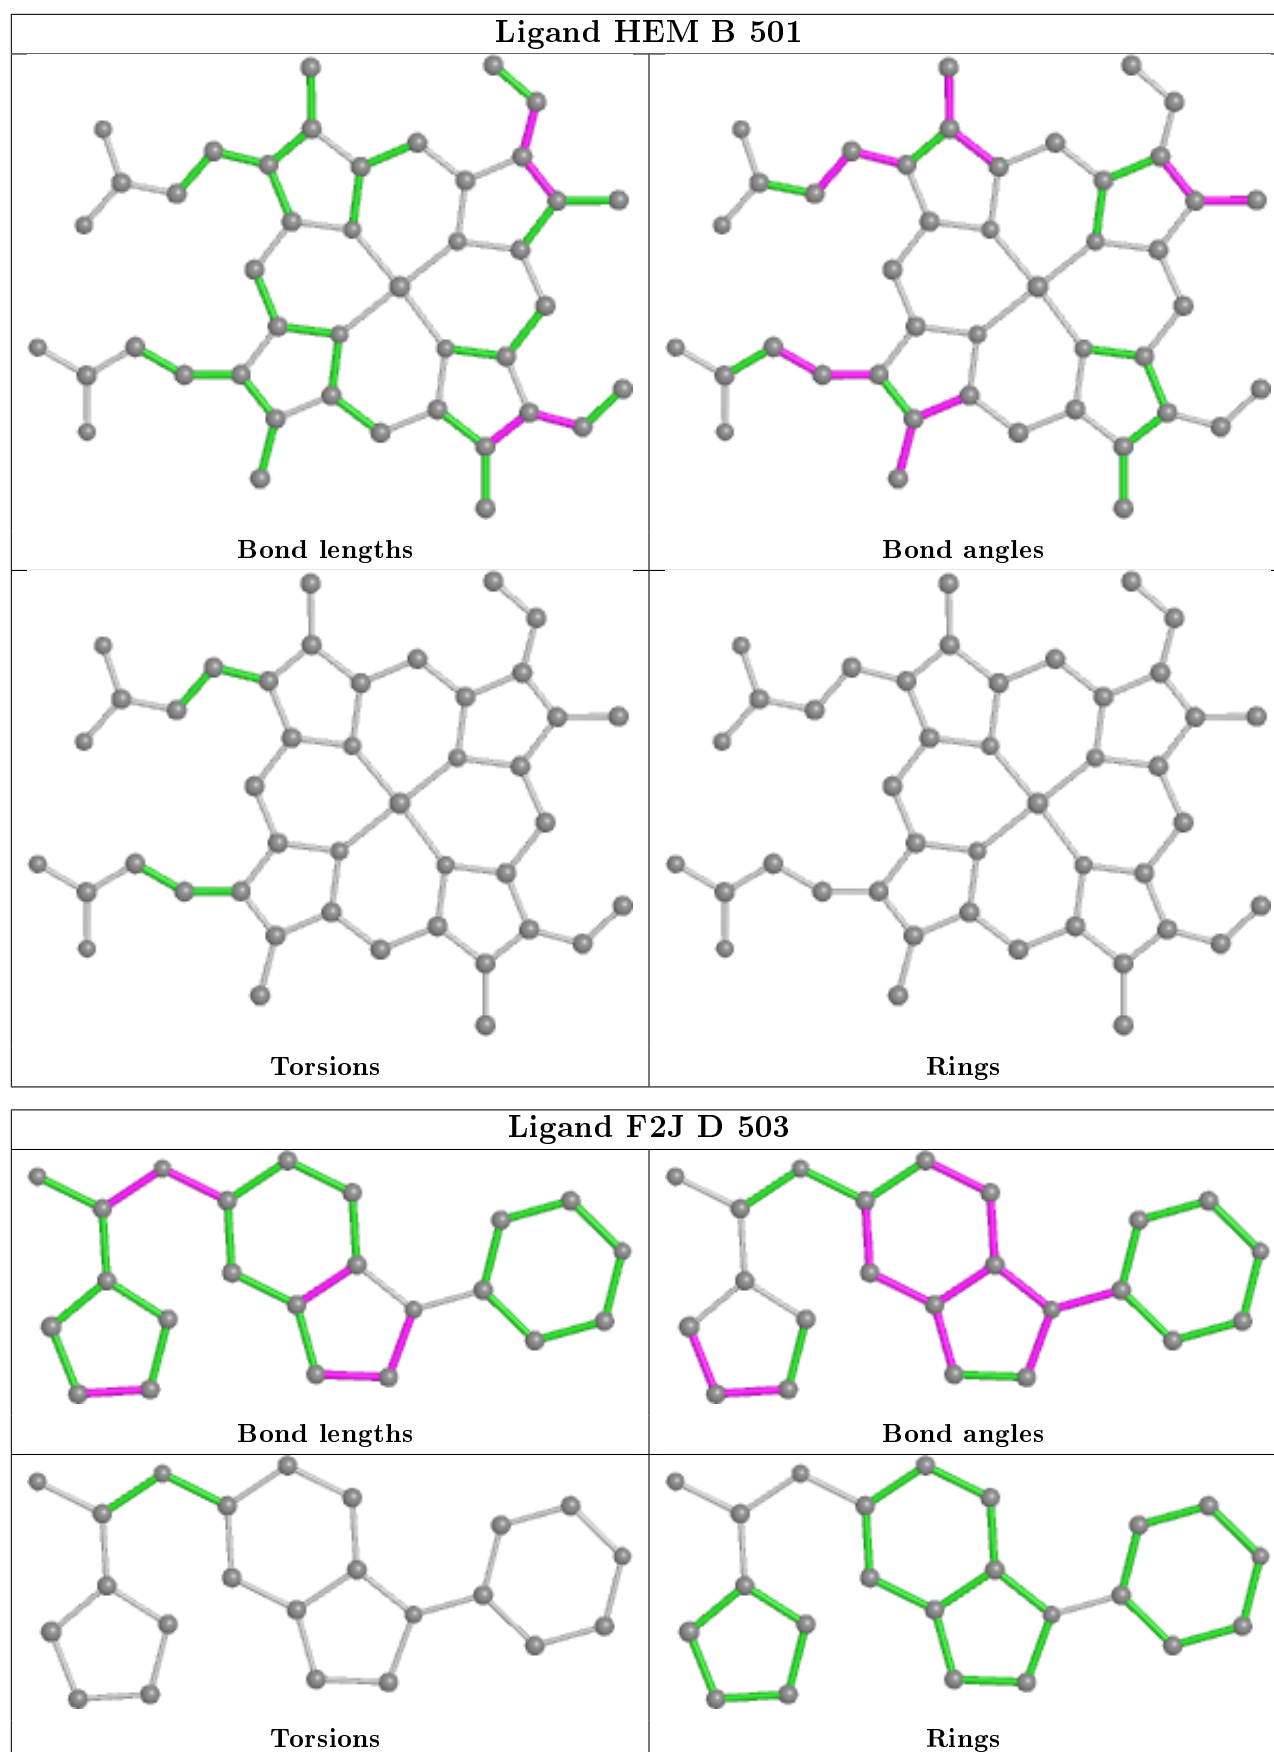 Ligand HEM B 501
Bond lengths
Bond angles
Torsions
Rings
Ligand F2J D 503
Bond lengths
Bond angles
Torsions
Rings